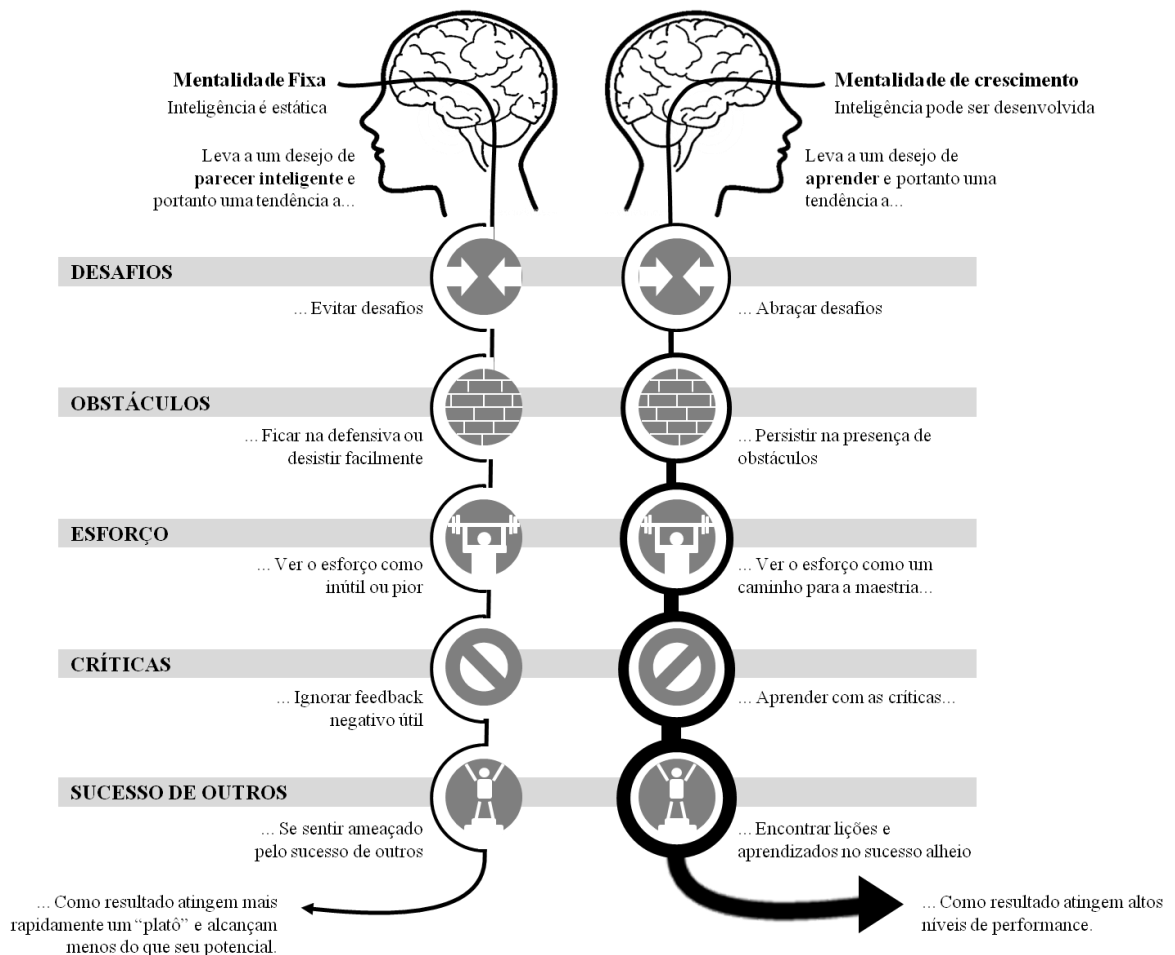 Mentalidade Fixa
Inteligência é estática
Leva a um desejo de
parecer inteligente e
portanto uma tendência a...
Mentalidade de crescimento
Inteligência pode ser desenvolvida
Leva a um desejo de
aprender e portanto uma
tendência a...
DESAFIOS
... Evitar desafios
... Abraçar desafios
OBSTÁCULOS
... Ficar na defensiva ou
desistir facilmente
... Persistir na presença de
obstáculos
ESFORÇO
... Ver o esforço como
inútil ou pior
... Ver o esforço como um
caminho para a maestria...
CRÍTICAS
... Ignorar feedback
negativo útil
... Aprender com as críticas...
SUCESSO DE OUTROS
... Se sentir ameaçado
pelo sucesso de outros
... Encontrar lições e
aprendizados no sucesso alheio
... Como resultado atingem mais
rapidamente um “platô” e alcançam
menos do que seu potencial.
... Como resultado atingem altos
níveis de performance.